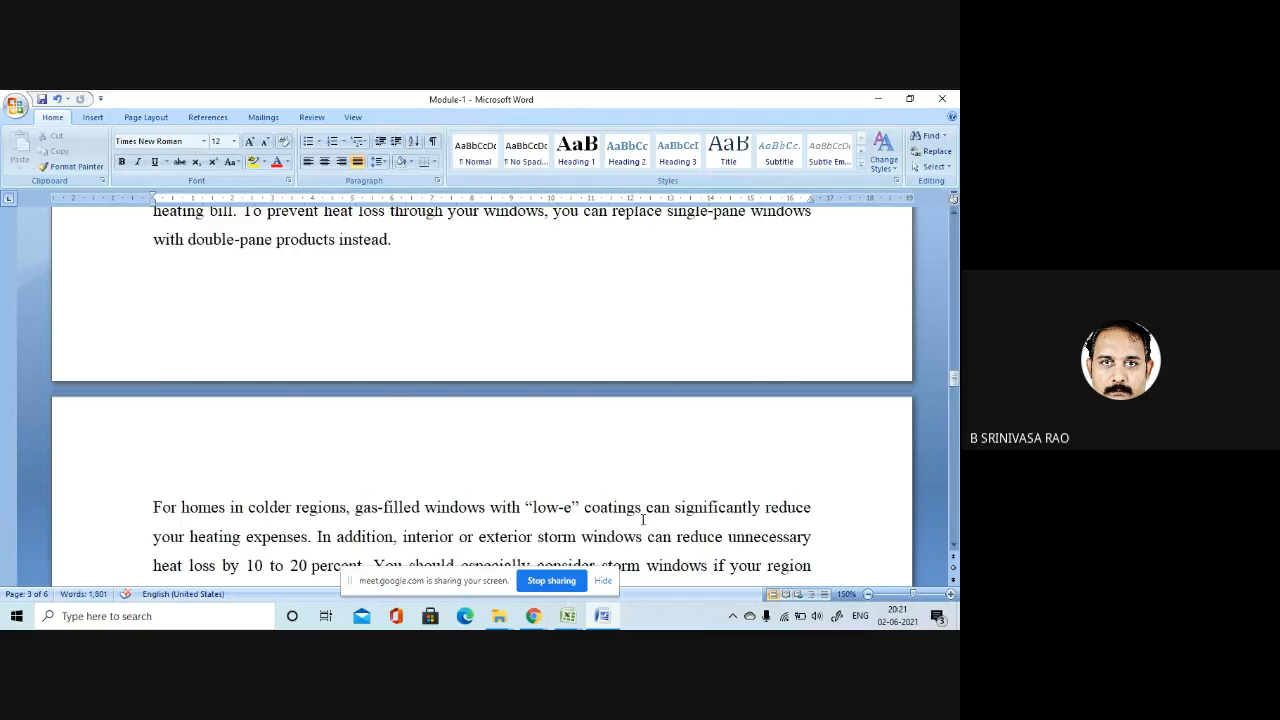 Module-1 - Microsoft Word
Home Insert Page Layout References Mailings Review View
Cut
Copy
Paste
Format Painter
Clipboard
Times New Roman 12
Font
Paragraph
AaBbCcDc AaBbCcDc AaB AaBbCc AaBbCcI AaB AaBbCc. AaBbCcDc
¶ Normal ¶ No Spaci... Heading 1 Heading 2 Heading 3 Title Subtitle Subtle Em...
Change Styles
Styles
Find
Replace
Select
Editing
heating bill. To prevent heat loss through your windows, you can replace single-pane windows
with double-pane products instead.
For homes in colder regions, gas-filled windows with “low-e” coatings can significantly reduce
your heating expenses. In addition, interior or exterior storm windows can reduce unnecessary
heat loss by 10 to 20 percent. You should especially consider storm windows if your region
meet.google.com is sharing your screen. Stop sharing Hide
Page: 3 of 6 Words: 1,801 English (United States) 150%
Type here to search
ENG
20:21
02-06-2021
3
B SRINIVASA RAO